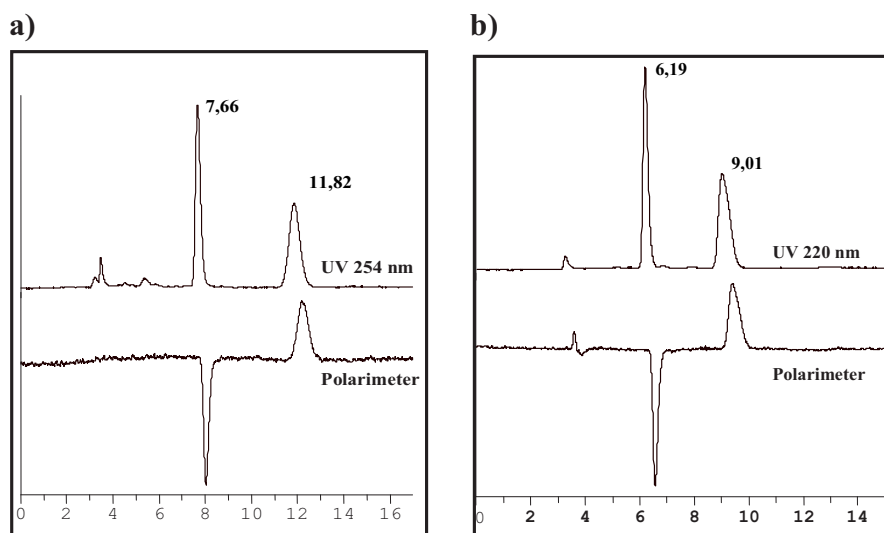 a)
7,66
11,82
UV 254 nm
Polarimeter
0 2 4 6 8 10 12 14 16
b)
6,19
9,01
UV 220 nm
Polarimeter
0 2 4 6 8 10 12 14